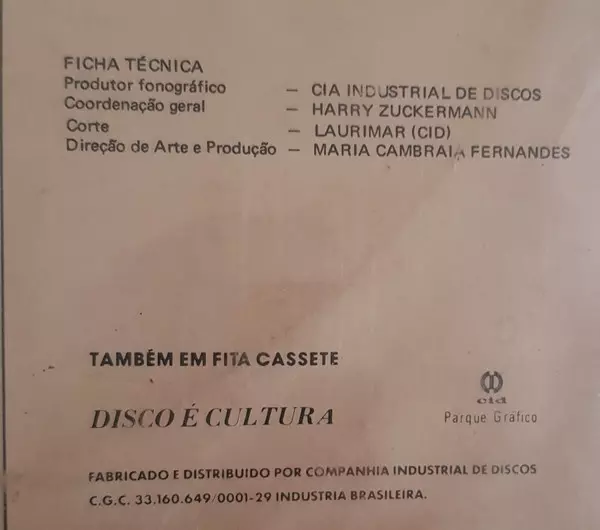 FICHA TÉCNICA
Produtor fonográfico — CIA INDUSTRIAL DE DISCOS
Coordenação geral — HARRY ZUCKERMANN
Corte — LAURIMAR (CID)
Direção de Arte e Produção — MARIA CAMBRAIA FERNANDES
TAMBÉM EM FITA CASSETE
cid
DISCO É CULTURA
Parque Gráfico
FABRICADO E DISTRIBUIDO POR COMPANHIA INDUSTRIAL DE DISCOS
C.G.C. 33.160.649/0001-29 INDUSTRIA BRASILEIRA.